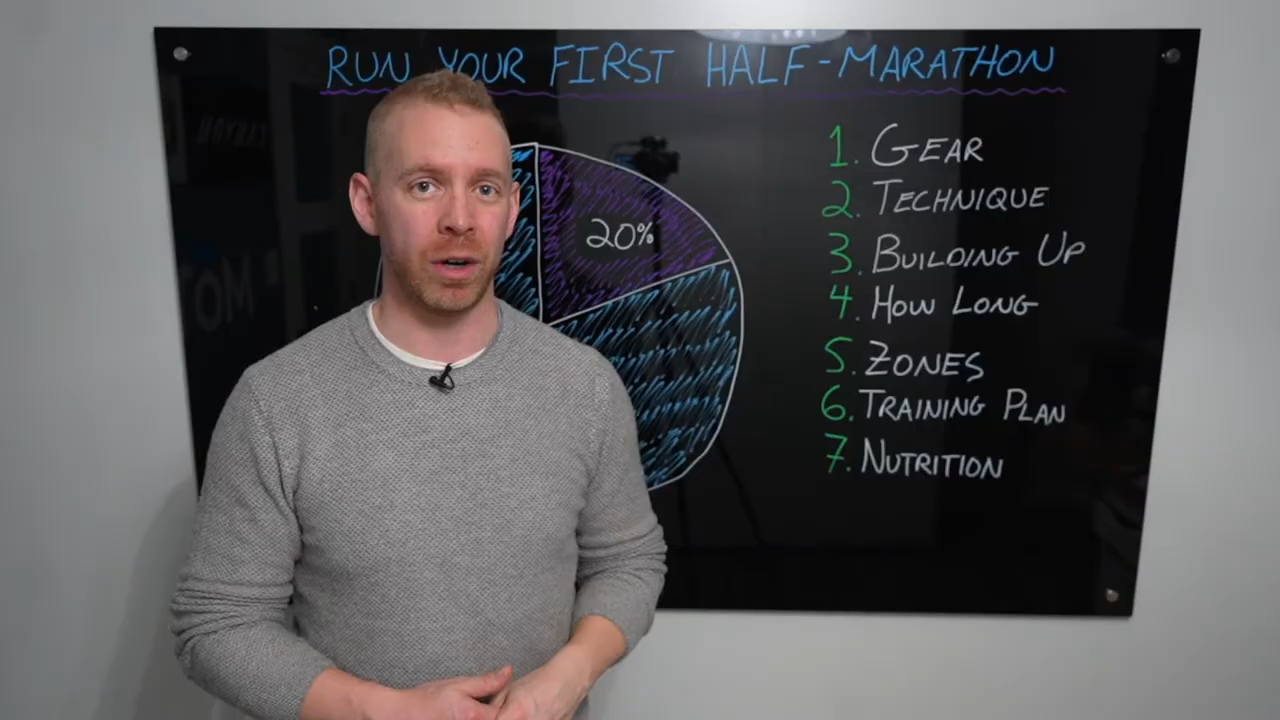 RUN YOUR FIRST HALF-MARATHON
20%
1. GEAR
2. TECHNIQUE
3. BUILDING UP
4. HOW LONG
5. ZONES
6. TRAINING PLAN
7. NUTRITION